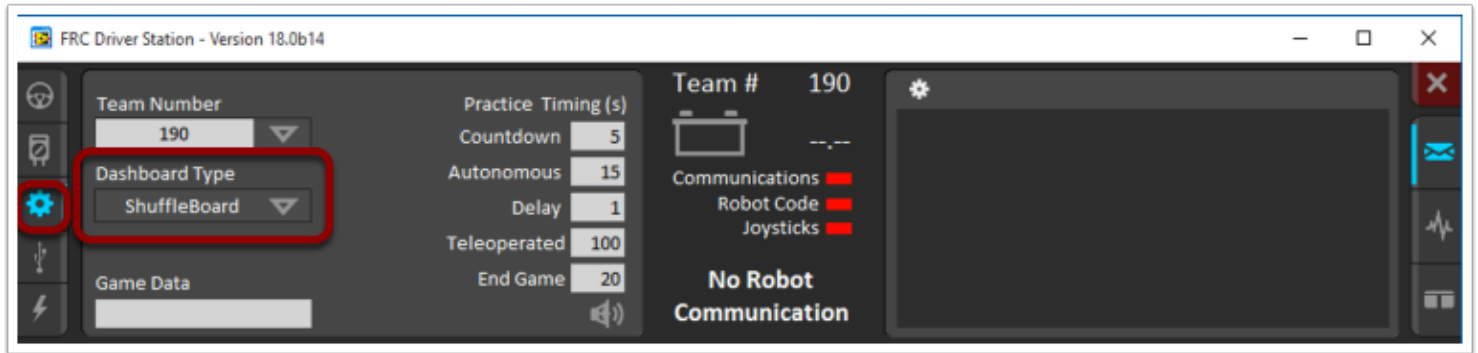 FRC Driver Station - Version 18.0b14
Team Number
190
Dashboard Type
ShuffleBoard
Game Data
Practice Timing (s)
Countdown 5
Autonomous 15
Delay 1
Teleoperated 100
End Game 20
Team # 190
--.--
Communications
Robot Code
Joysticks
No Robot
Communication